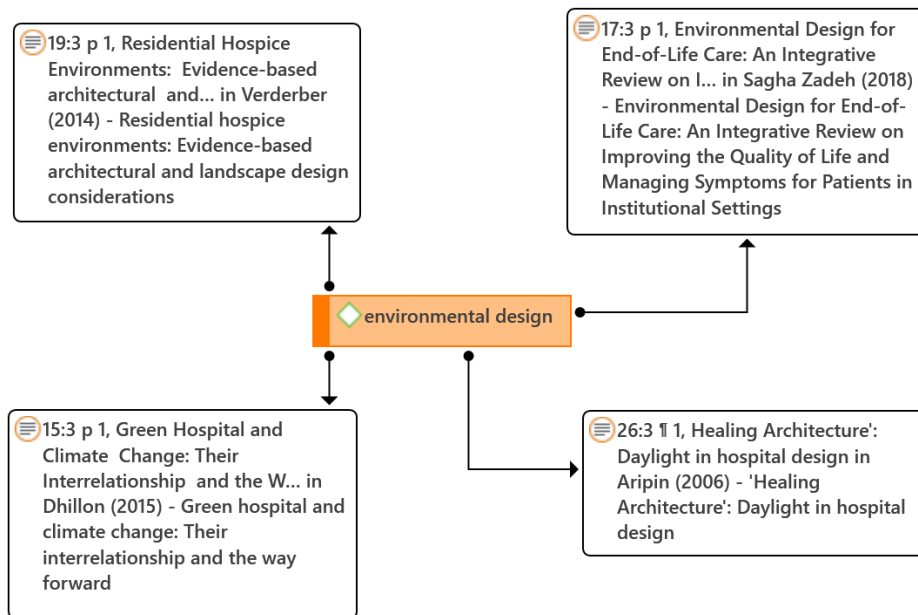 19:3 p 1, Residential Hospice
Environments: Evidence-based
architectural and... in Verderber
(2014) - Residential hospice
environments: Evidence-based
architectural and landscape design
considerations
17:3 p 1, Environmental Design for
End-of-Life Care: An Integrative
Review on I... in Sagha Zadeh (2018)
- Environmental Design for End-of-
Life Care: An Integrative Review on
Improving the Quality of Life and
Managing Symptoms for Patients in
Institutional Settings
environmental design
15:3 p 1, Green Hospital and
Climate Change: Their
Interrelationship and the W... in
Dhillon (2015) - Green hospital and
climate change: Their
interrelationship and the way
forward
26:3 ¶ 1, Healing Architecture':
Daylight in hospital design in
Aripin (2006) - 'Healing
Architecture': Daylight in hospital
design